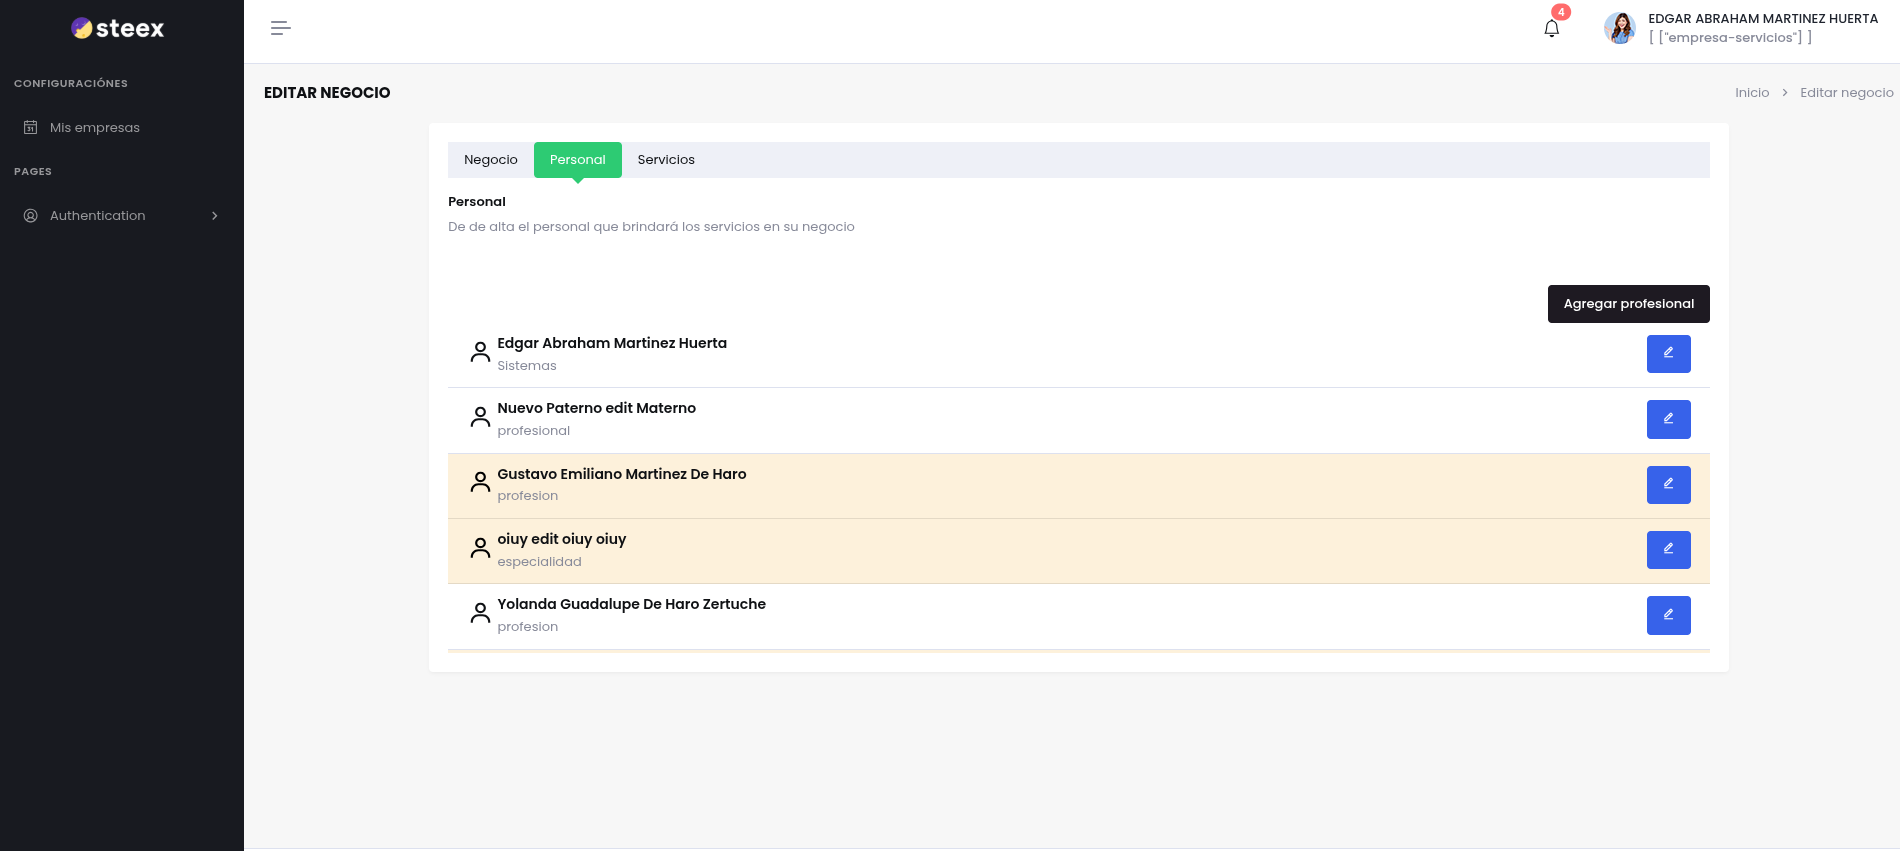 steex
CONFIGURACIÓNES
Mis empresas
PAGES
Authentication
4
EDGAR ABRAHAM MARTINEZ HUERTA
[ ["empresa-servicios"] ]
EDITAR NEGOCIO
Inicio > Editar negocio
Negocio Personal Servicios
Personal
De de alta el personal que brindará los servicios en su negocio
Agregar profesional
Edgar Abraham Martinez Huerta
Sistemas
Nuevo Paterno edit Materno
profesional
Gustavo Emiliano Martinez De Haro
profesion
oiuy edit oiuy oiuy
especialidad
Yolanda Guadalupe De Haro Zertuche
profesion